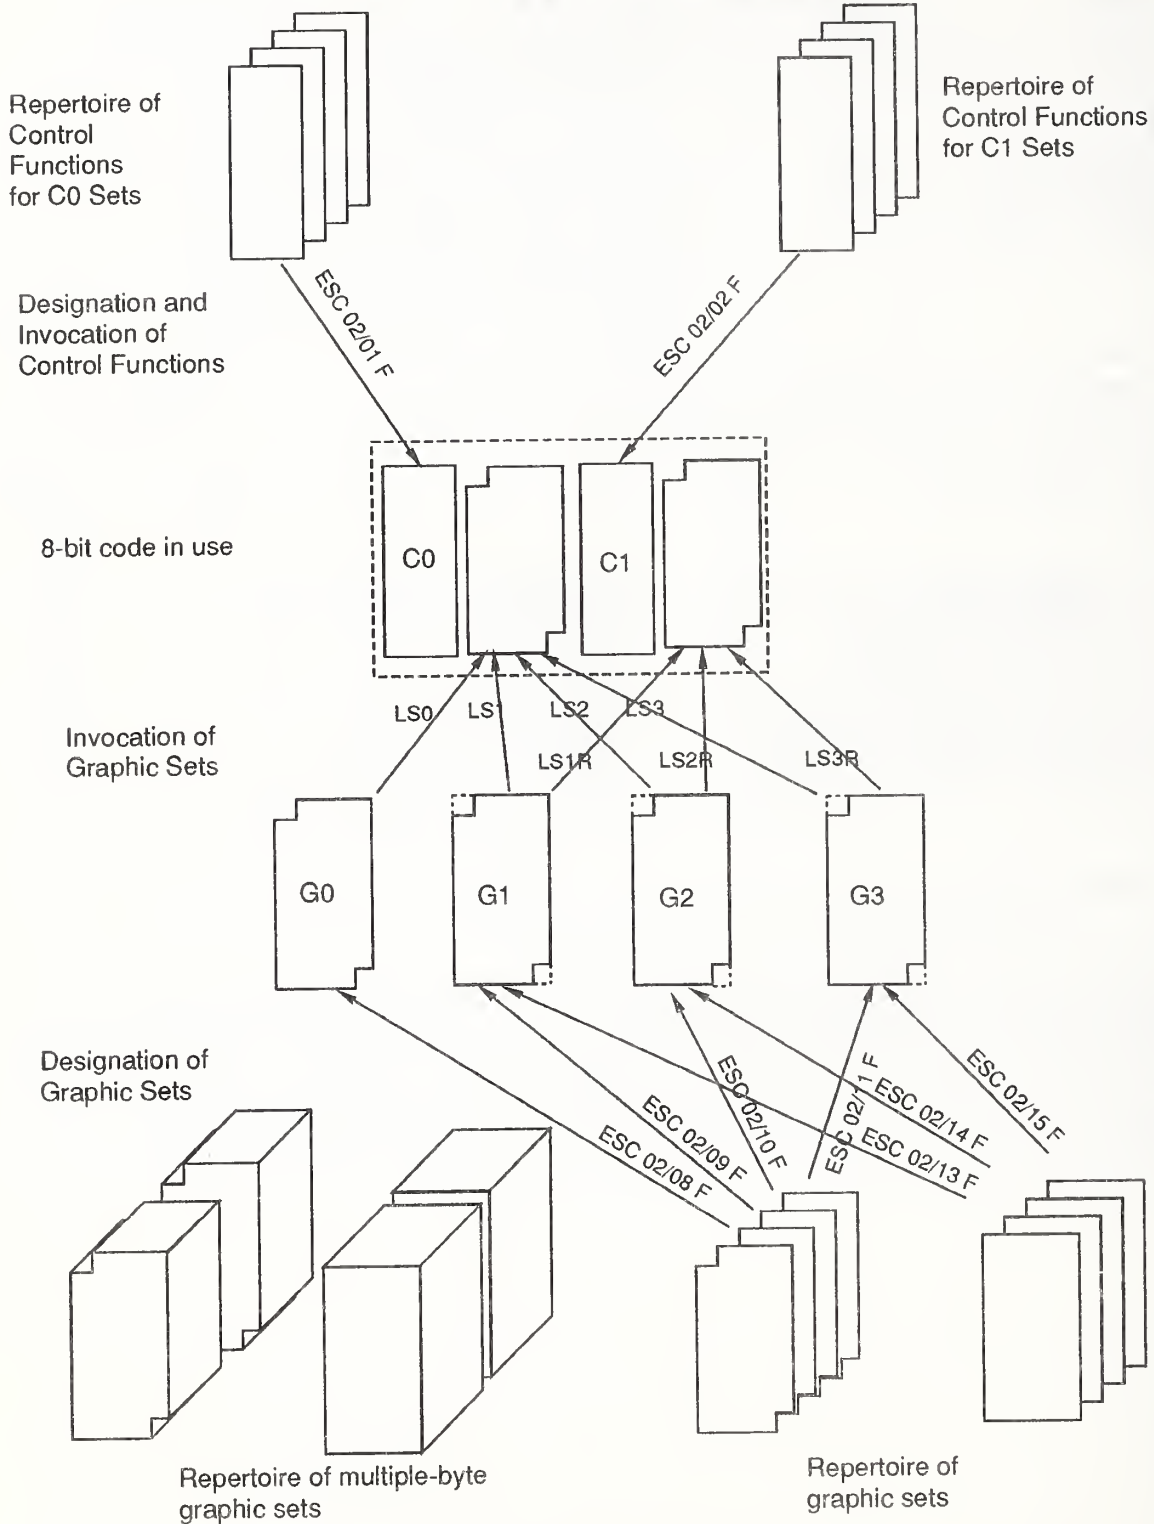 Repertoire of
Control
Functions
for C0 Sets
Repertoire of
Control Functions
for C1 Sets
Designation and
Invocation of
Control Functions
ESC 02/01 F
ESC 02/02 F
8-bit code in use
C0
C1
LS0
LS1
LS2
LS3
Invocation of
Graphic Sets
LS1R
LS2R
LS3R
G0
G1
G2
G3
Designation of
Graphic Sets
ESC 02/08 F
ESC 02/09 F
ESC 02/10 F
ESC 02/11 F
ESC 02/14 F
ESC 02/13 F
ESC 02/15 F
Repertoire of multiple-byte
graphic sets
Repertoire of
graphic sets